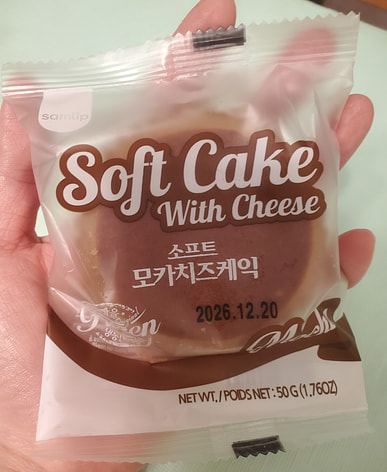 samlip
Soft Cake
With Cheese
소프트
모카치즈케익
2026.12.20
NET WT. / POIDS NET : 50 G (1.76OZ)